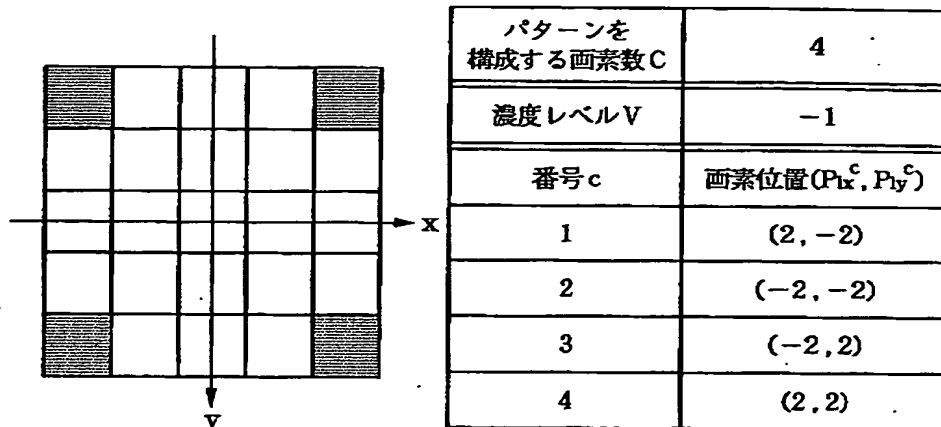 x
y
パターンを
構成する画素数C
4
濃度レベルV
-1
番号c
画素位置(P1x^c, P1y^c)
1
(2, -2)
2
(-2, -2)
3
(-2, 2)
4
(2, 2)